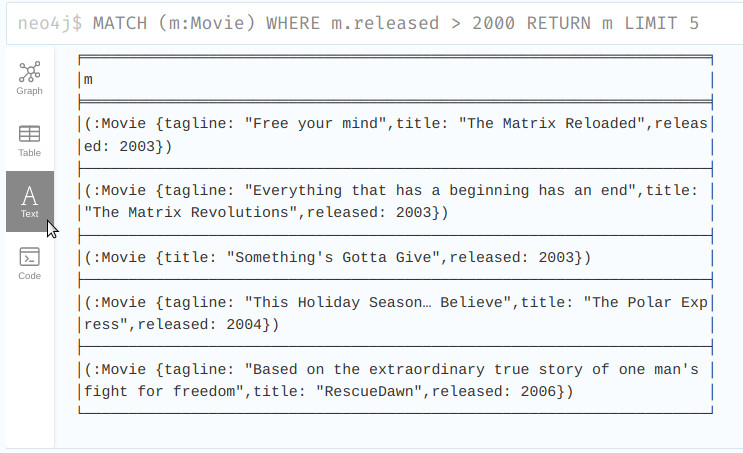 neo4j$ MATCH (m:Movie) WHERE m.released > 2000 RETURN m LIMIT 5
Graph
Table
Text
Code
m
(:Movie {tagline: "Free your mind",title: "The Matrix Reloaded",releas
ed: 2003})
(:Movie {tagline: "Everything that has a beginning has an end",title:
"The Matrix Revolutions",released: 2003})
(:Movie {title: "Something's Gotta Give",released: 2003})
(:Movie {tagline: "This Holiday Season… Believe",title: "The Polar Exp
ress",released: 2004})
(:Movie {tagline: "Based on the extraordinary true story of one man's
fight for freedom",title: "RescueDawn",released: 2006})